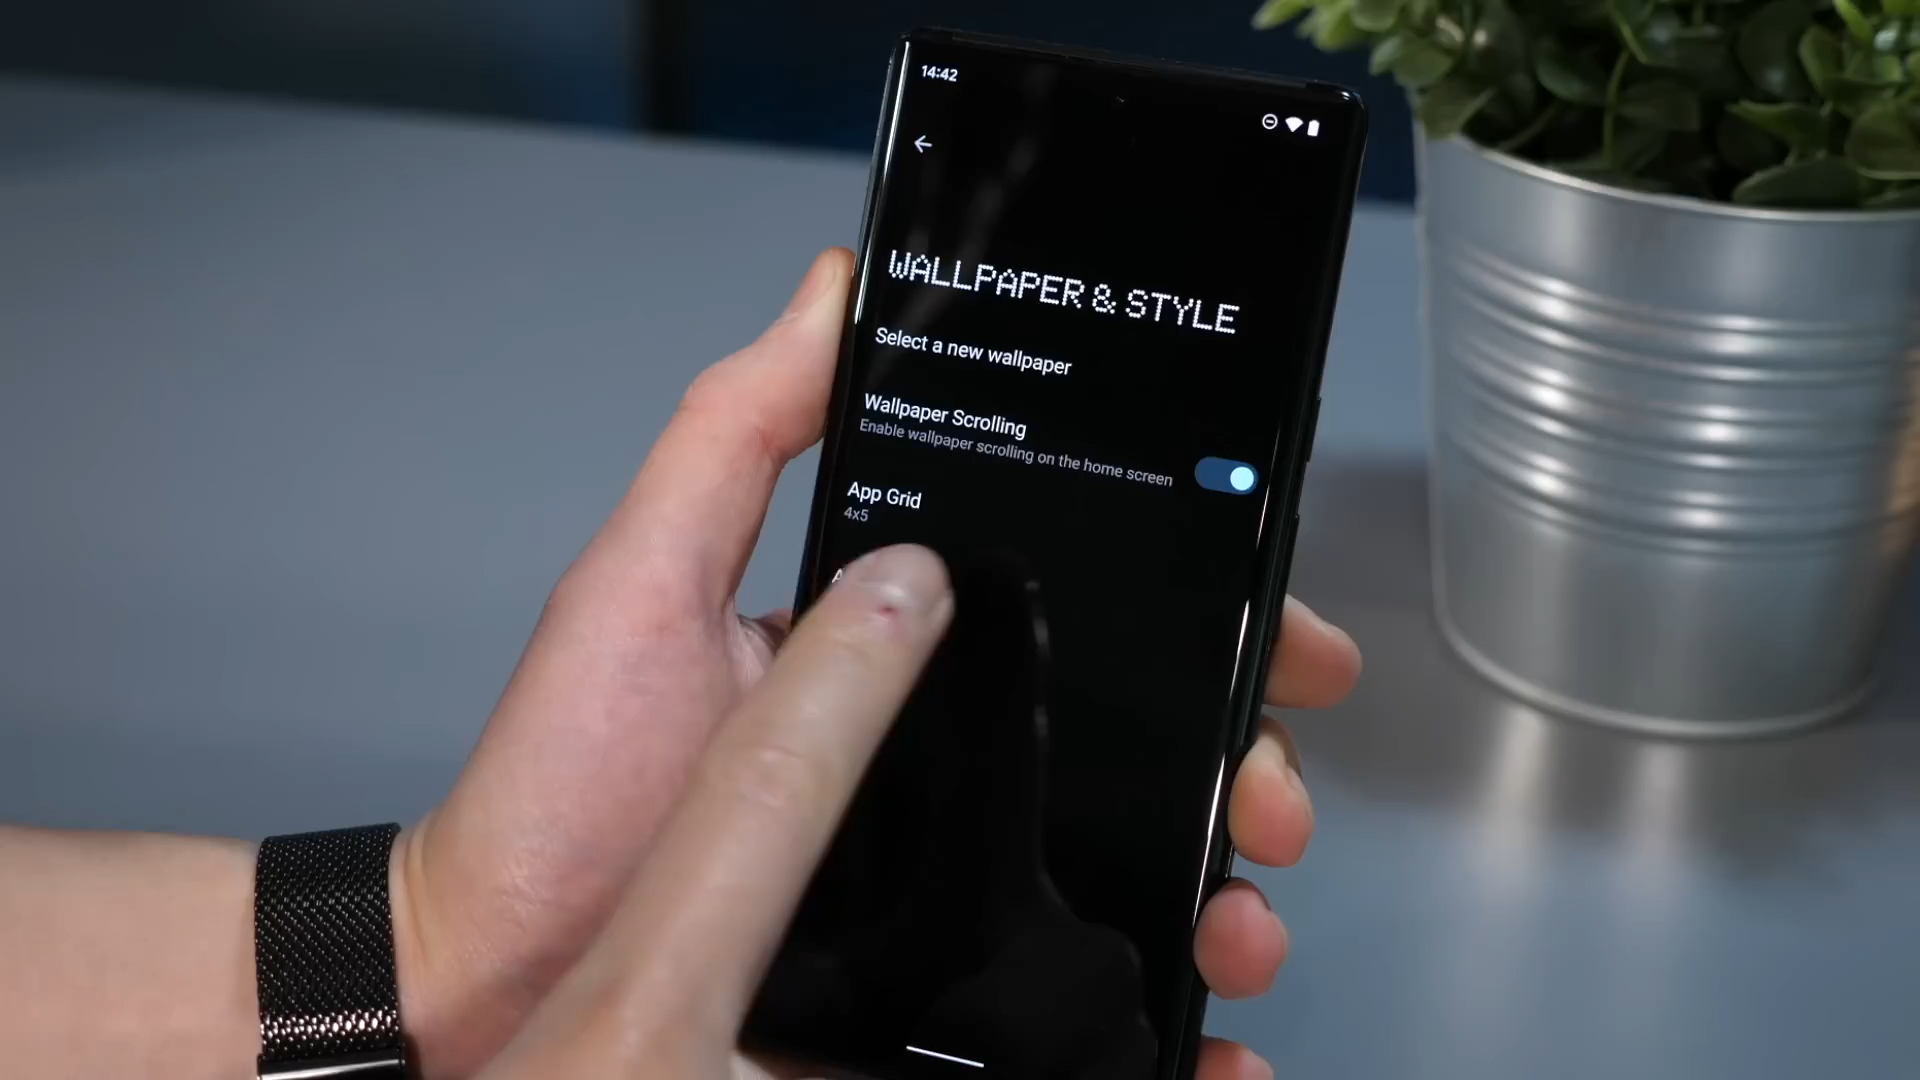 14:42
WALLPAPER & STYLE
Select a new wallpaper
Wallpaper Scrolling
Enable wallpaper scrolling on the home screen
App Grid
4x5